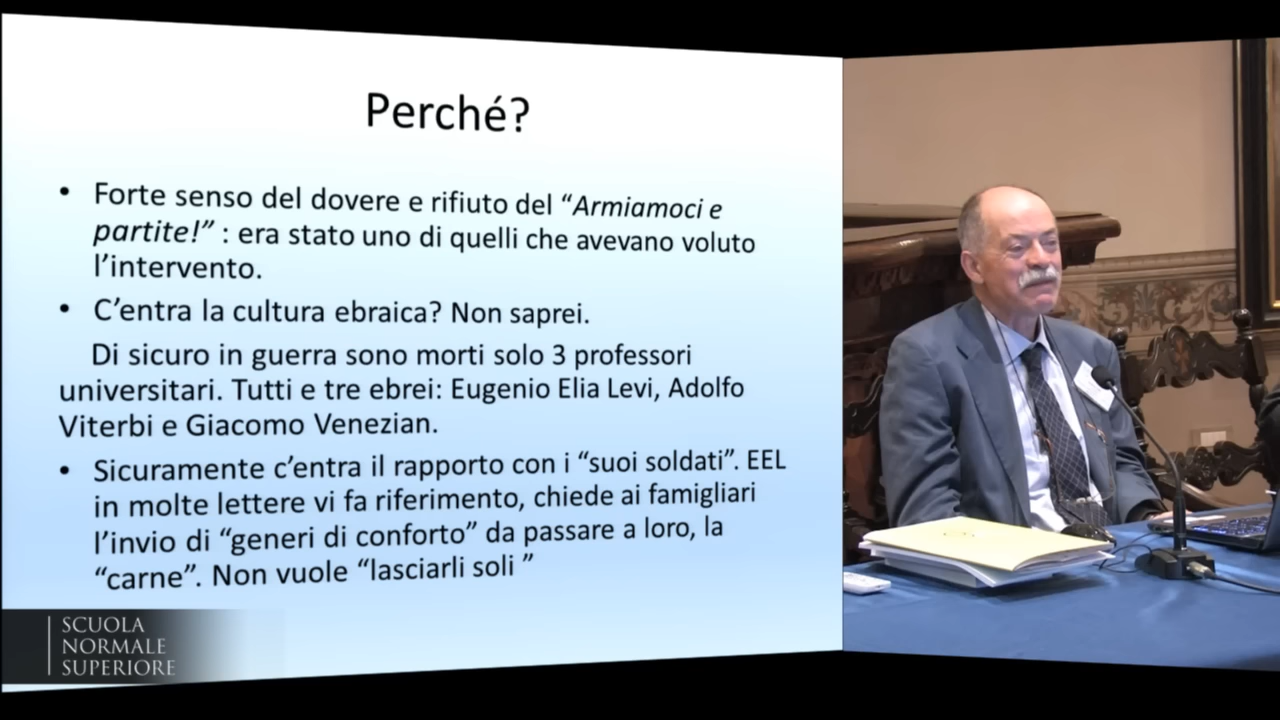 Perché?
• Forte senso del dovere e rifiuto del “Armiamoci e
partite!” : era stato uno di quelli che avevano voluto
l’intervento.
• C’entra la cultura ebraica? Non saprei.
Di sicuro in guerra sono morti solo 3 professori
universitari. Tutti e tre ebrei: Eugenio Elia Levi, Adolfo
Viterbi e Giacomo Venezian.
• Sicuramente c’entra il rapporto con i “suoi soldati”. EEL
in molte lettere vi fa riferimento, chiede ai famigliari
l’invio di “generi di conforto” da passare a loro, la
“carne”. Non vuole “lasciarli soli ”
SCUOLA
NORMALE
SUPERIORE